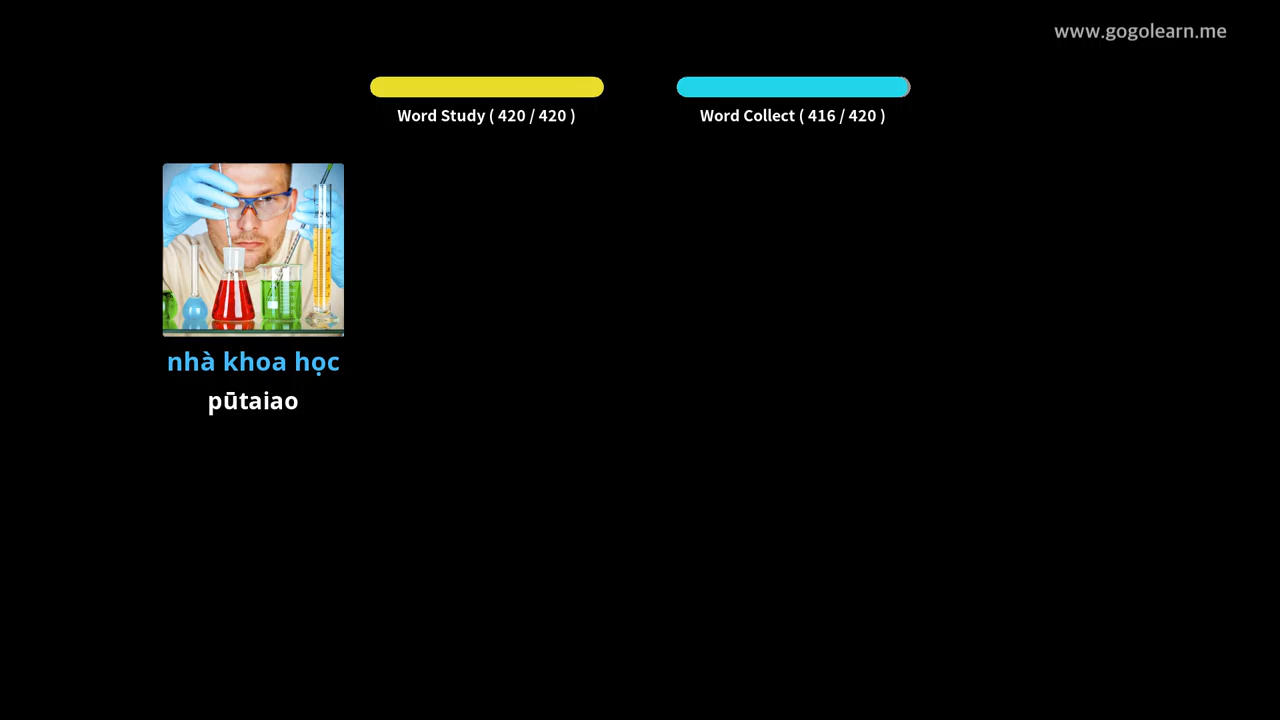 www.gogolearn.me
Word Study ( 420 / 420 )
Word Collect ( 416 / 420 )
nhà khoa học
pūtaiao